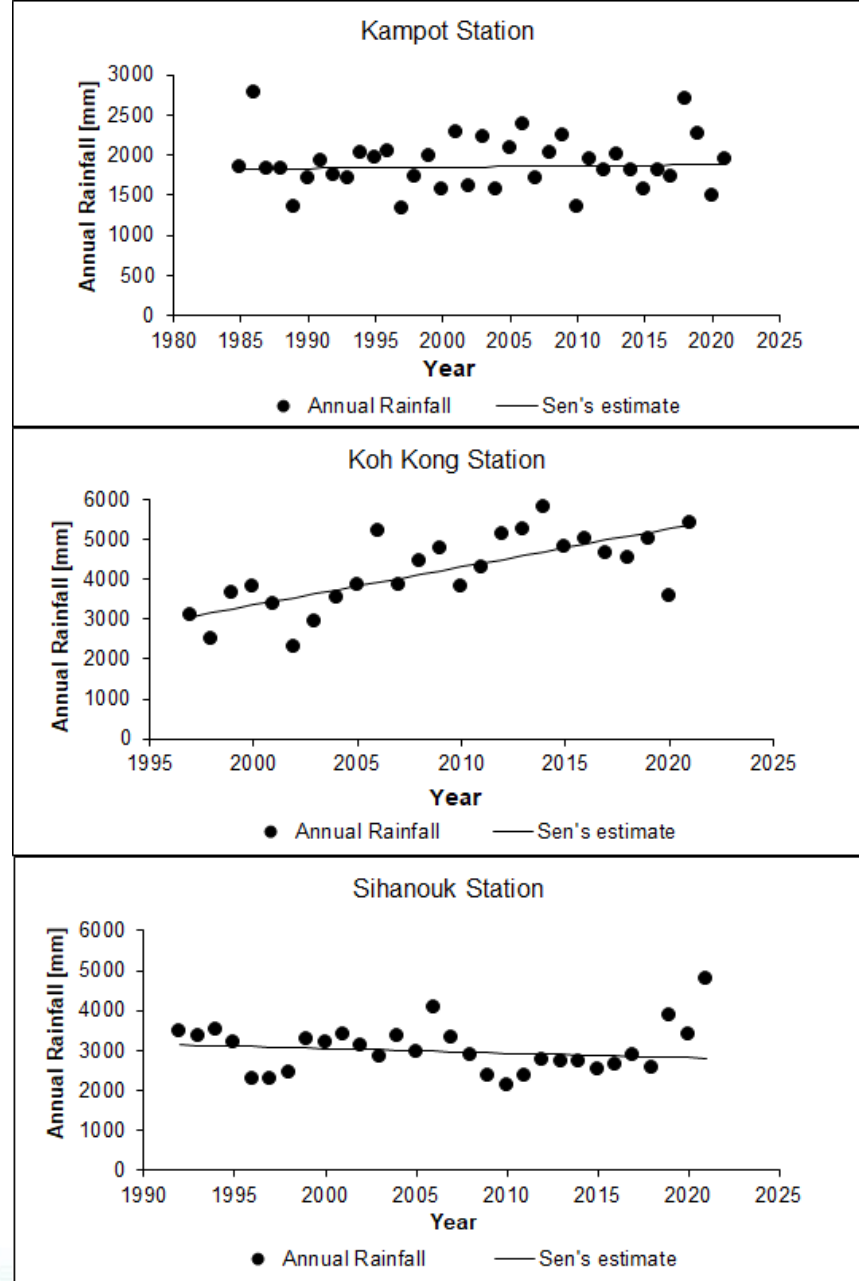 Kampot Station
Annual Rainfall [mm]
3000
2500
2000
1500
1000
500
0
1980 1985 1990 1995 2000 2005 2010 2015 2020 2025
Year
Annual Rainfall Sen's estimate
Koh Kong Station
Annual Rainfall [mm]
6000
5000
4000
3000
2000
1000
0
1995 2000 2005 2010 2015 2020 2025
Year
Annual Rainfall Sen's estimate
Sihanouk Station
Annual Rainfall [mm]
6000
5000
4000
3000
2000
1000
0
1990 1995 2000 2005 2010 2015 2020 2025
Year
Annual Rainfall Sen's estimate